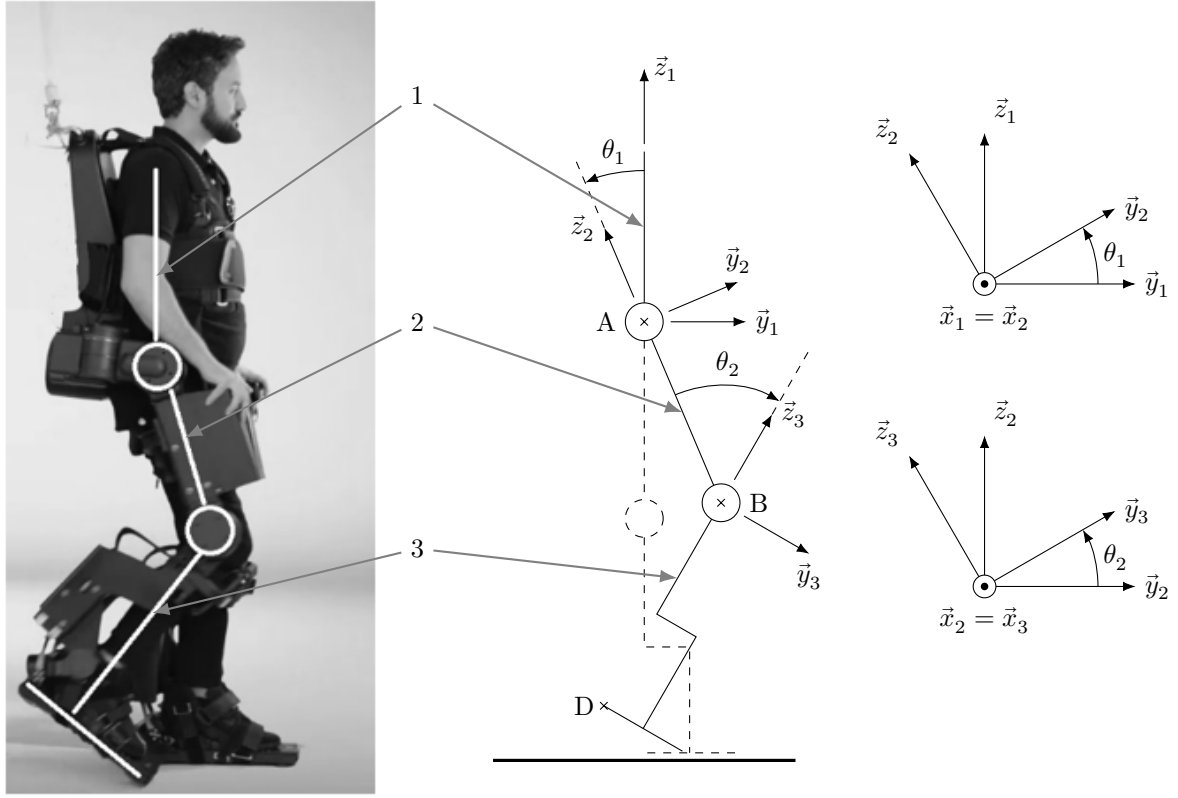 1
2
3
z⃗₁
θ₁
z⃗₂
y⃗₂
A
y⃗₁
θ₂
z⃗₃
B
y⃗₃
D
z⃗₁
z⃗₂
y⃗₂
θ₁
y⃗₁
x⃗₁ = x⃗₂
z⃗₂
z⃗₃
y⃗₃
θ₂
y⃗₂
x⃗₂ = x⃗₃